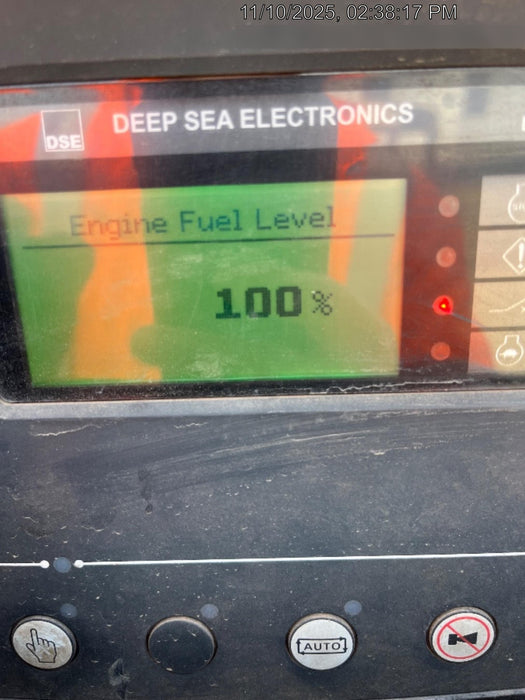 11/10/2025, 02:38:17 PM
DSE
DEEP SEA ELECTRONICS
Engine Fuel Level
100 %
AUTO